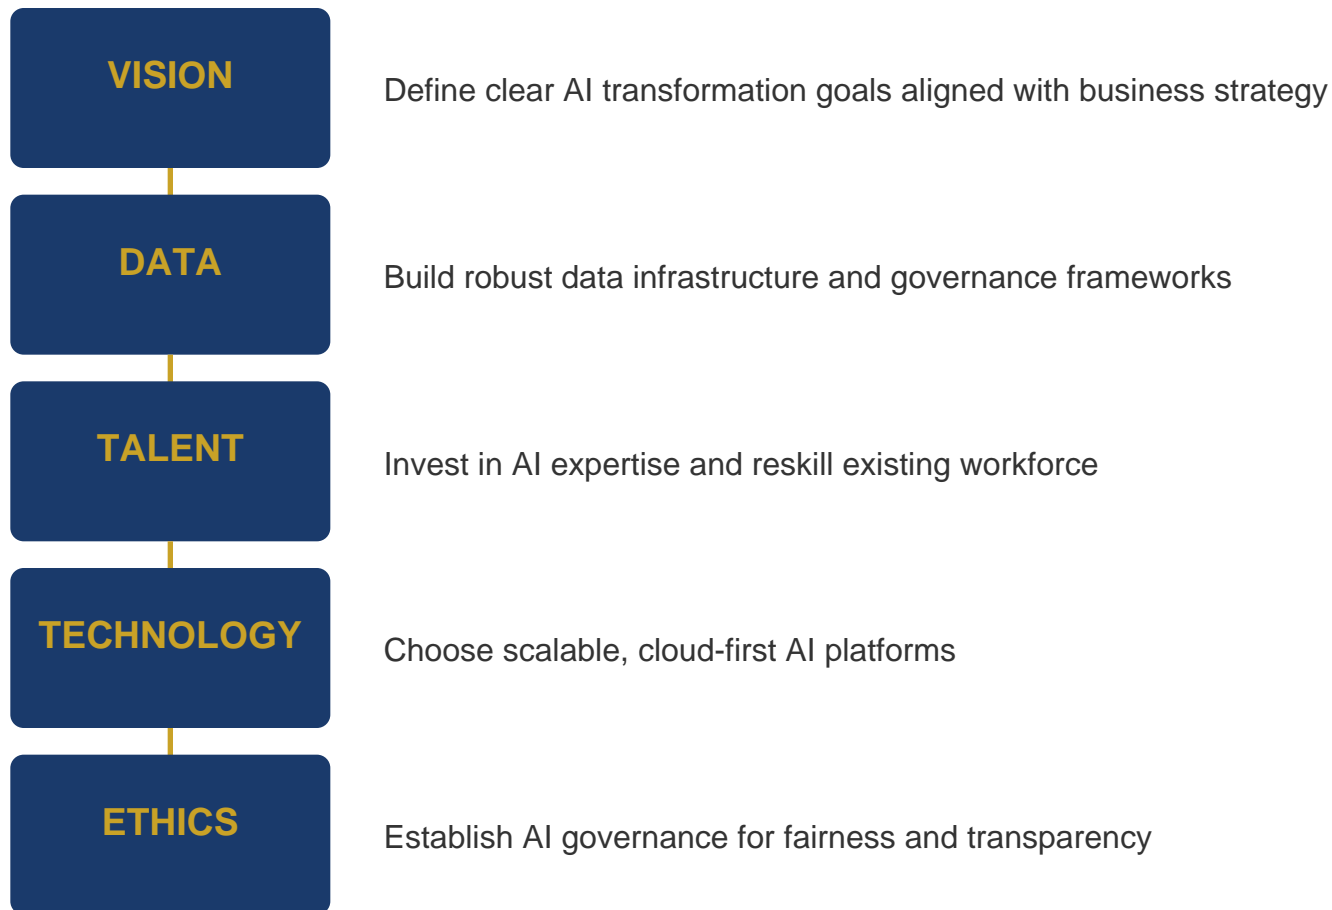 VISION
Define clear AI transformation goals aligned with business strategy
DATA
Build robust data infrastructure and governance frameworks
TALENT
Invest in AI expertise and reskill existing workforce
TECHNOLOGY
Choose scalable, cloud-first AI platforms
ETHICS
Establish AI governance for fairness and transparency